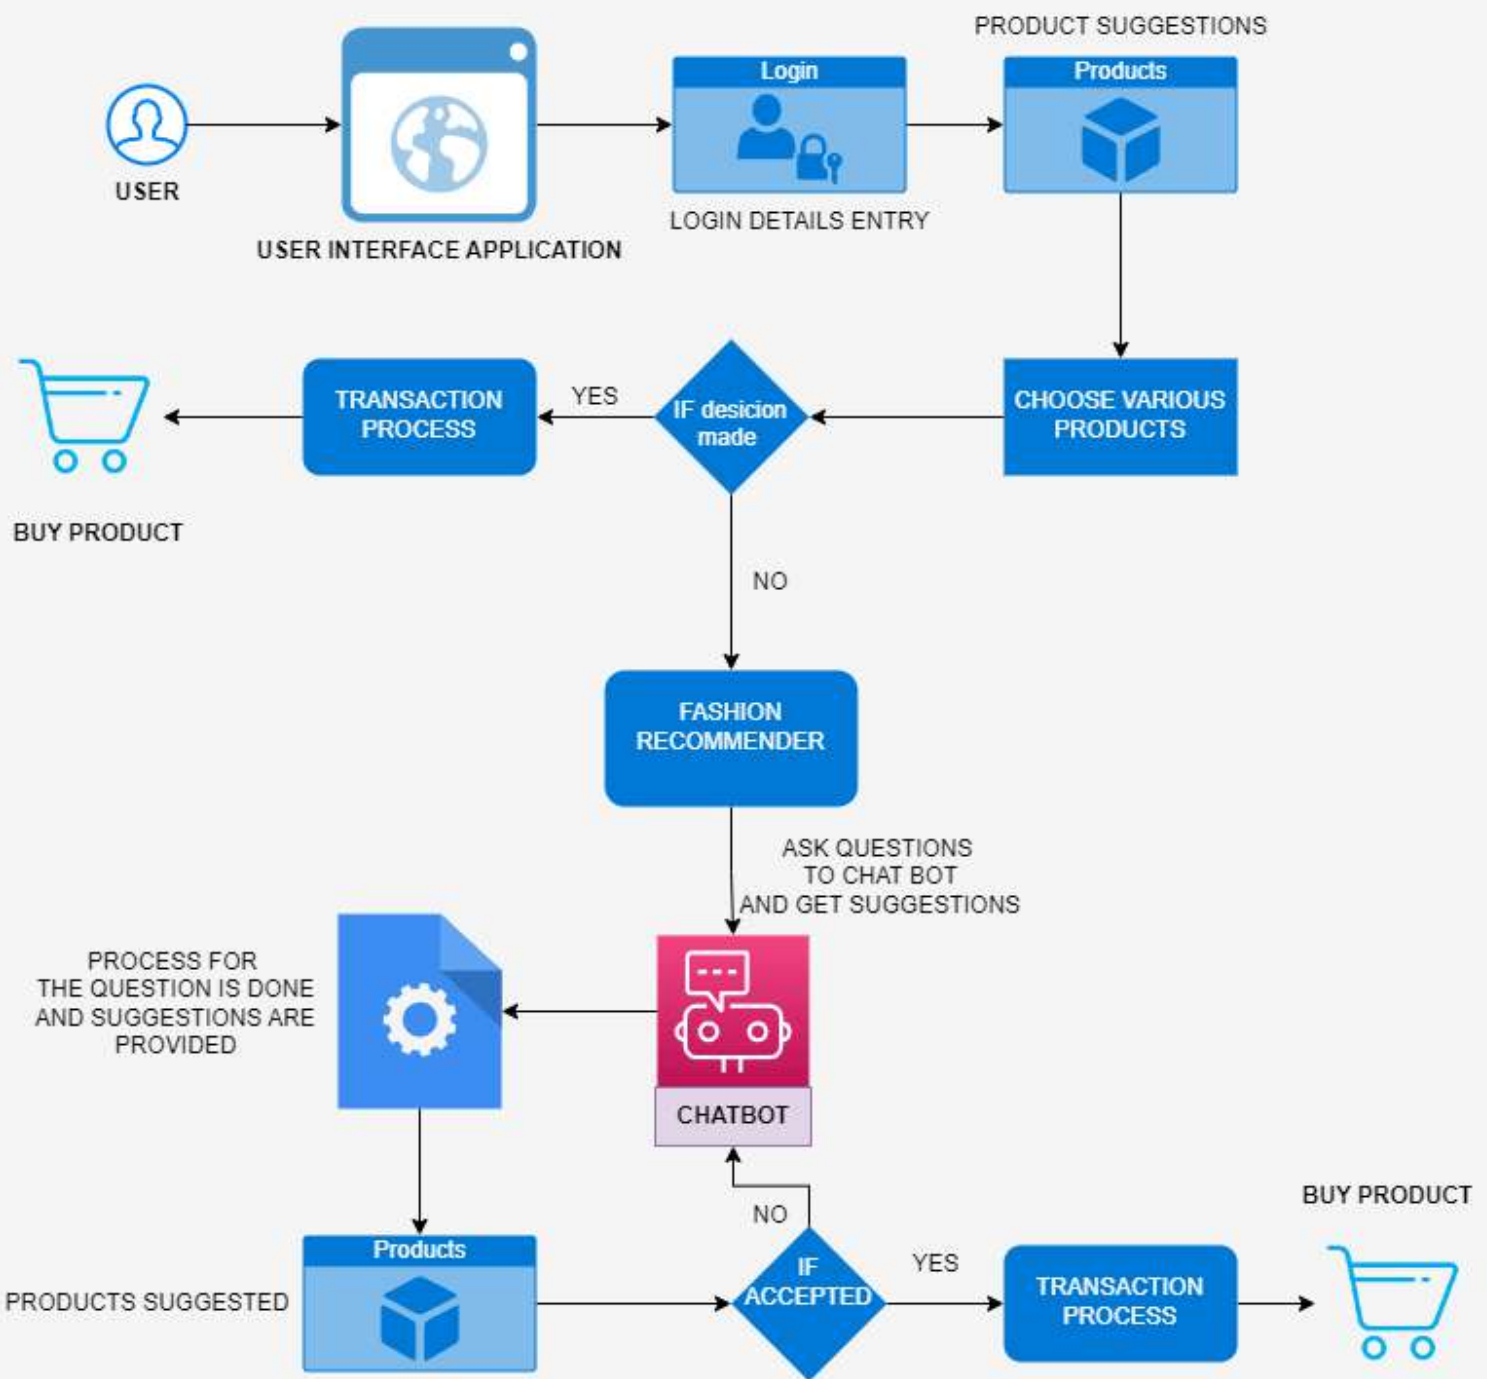 PRODUCT SUGGESTIONS
Login
Products
USER
LOGIN DETAILS ENTRY
USER INTERFACE APPLICATION
TRANSACTION
PROCESS
YES
IF desicion
made
CHOOSE VARIOUS
PRODUCTS
BUY PRODUCT
NO
FASHION
RECOMMENDER
ASK QUESTIONS
TO CHAT BOT
AND GET SUGGESTIONS
PROCESS FOR
THE QUESTION IS DONE
AND SUGGESTIONS ARE
PROVIDED
CHATBOT
NO
BUY PRODUCT
Products
PRODUCTS SUGGESTED
IF
ACCEPTED
YES
TRANSACTION
PROCESS